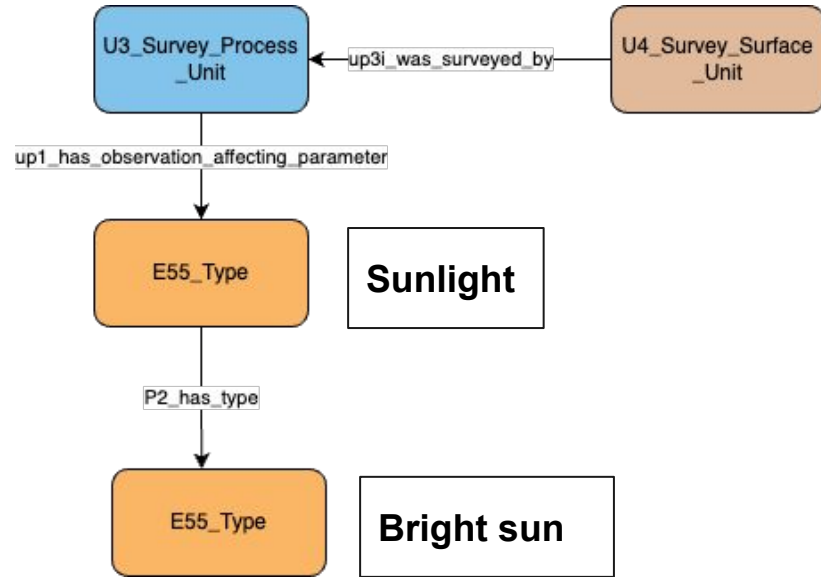 U3_Survey_Process
_Unit
up3i_was_surveyed_by
U4_Survey_Surface
_Unit
up1_has_observation_affecting_parameter
E55_Type
Sunlight
P2_has_type
E55_Type
Bright sun